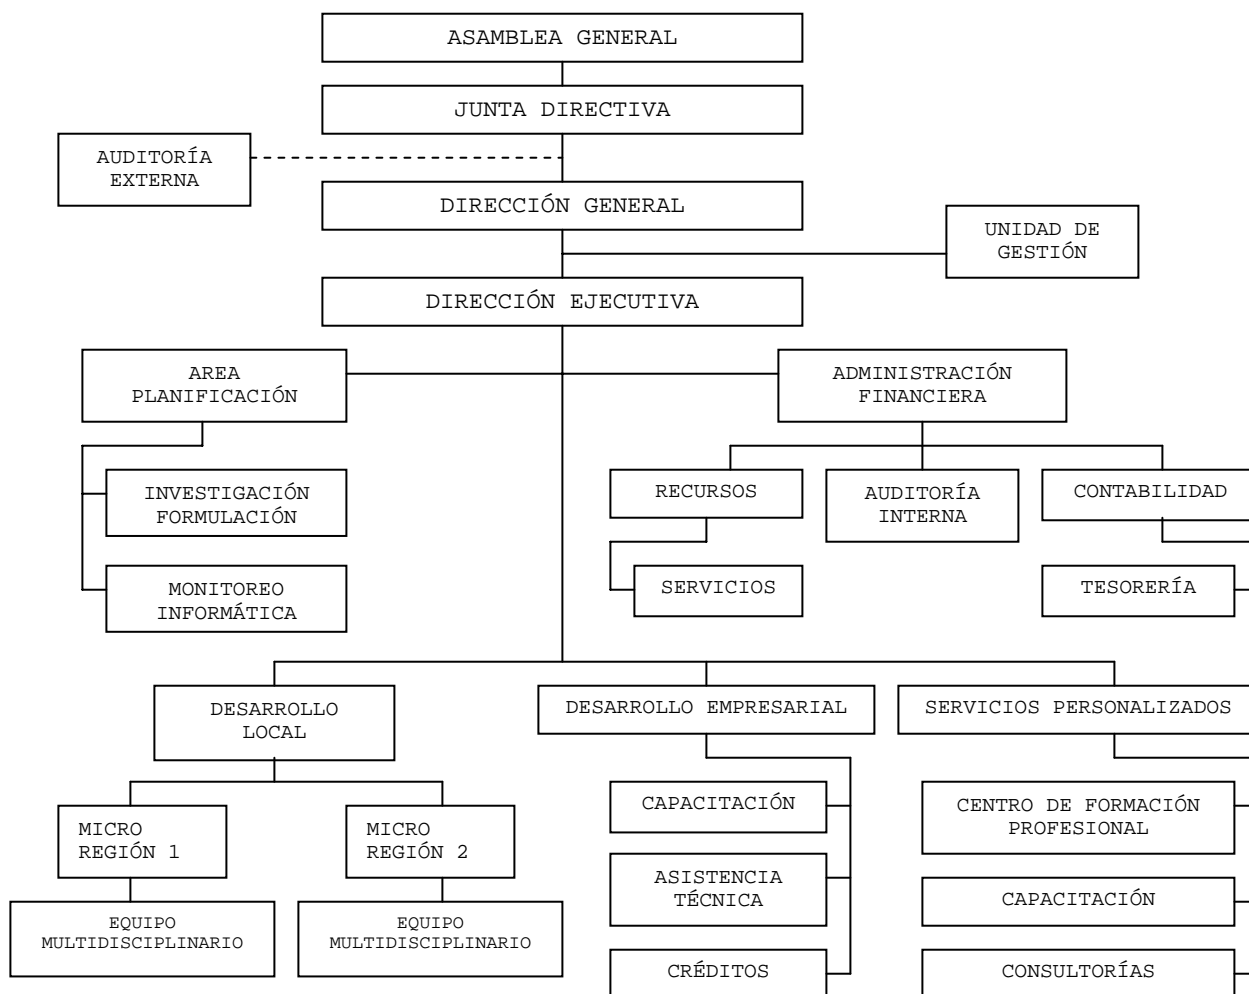 ASAMBLEA GENERAL
JUNTA DIRECTIVA
AUDITORÍA
EXTERNA
DIRECCIÓN GENERAL
UNIDAD DE
GESTIÓN
DIRECCIÓN EJECUTIVA
AREA
PLANIFICACIÓN
ADMINISTRACIÓN
FINANCIERA
INVESTIGACIÓN
FORMULACIÓN
RECURSOS
AUDITORÍA
INTERNA
CONTABILIDAD
MONITOREO
INFORMÁTICA
SERVICIOS
TESORERÍA
DESARROLLO
LOCAL
DESARROLLO EMPRESARIAL
SERVICIOS PERSONALIZADOS
MICRO
REGIÓN 1
MICRO
REGIÓN 2
CAPACITACIÓN
CENTRO DE FORMACIÓN
PROFESIONAL
ASISTENCIA
TÉCNICA
CAPACITACIÓN
EQUIPO
MULTIDISCIPLINARIO
EQUIPO
MULTIDISCIPLINARIO
CRÉDITOS
CONSULTORÍAS